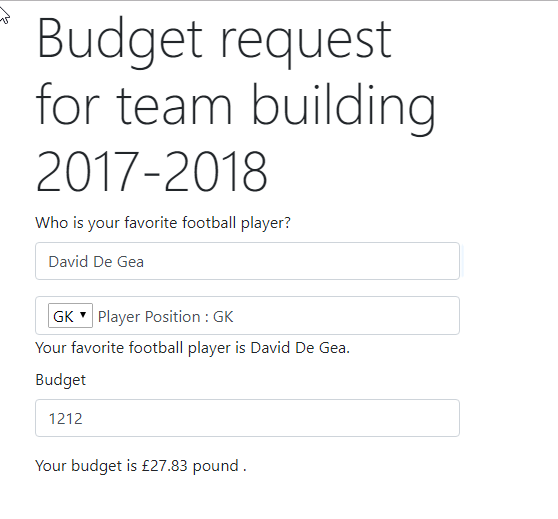 Budget request
for team building
2017-2018
Who is your favorite football player?
David De Gea
GK Player Position : GK
Your favorite football player is David De Gea.
Budget
1212
Your budget is £27.83 pound .